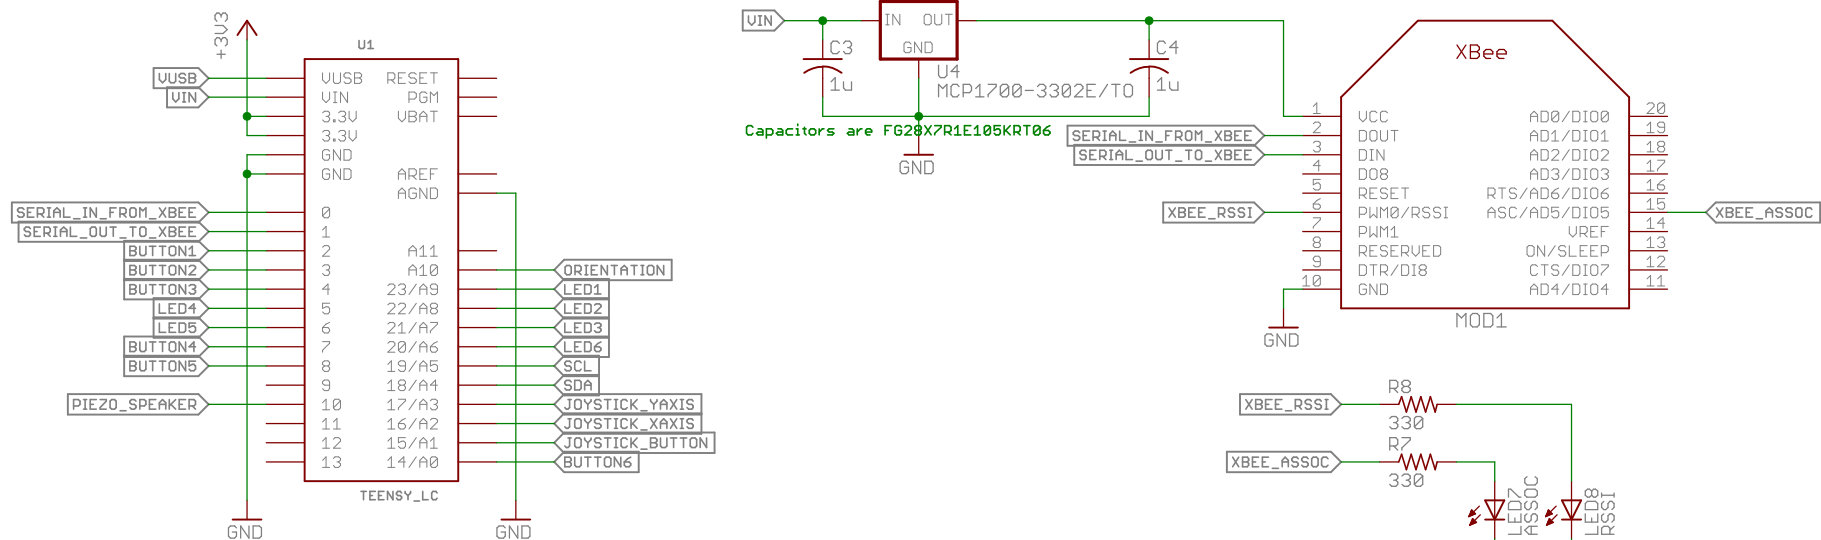 +3V3
U1
VUSB
VIN
VUSB
VIN
3.3V
3.3V
GND
GND
SERIAL_IN_FROM_XBEE
SERIAL_OUT_TO_XBEE
BUTTON1
BUTTON2
BUTTON3
LED4
LED5
BUTTON4
BUTTON5
PIEZO_SPEAKER
0
1
2
3
4
5
6
7
8
9
10
11
12
13
RESET
PGM
VBAT
AREF
AGND
A11
A10
23/A9
22/A8
21/A7
20/A6
19/A5
18/A4
17/A3
16/A2
15/A1
14/A0
ORIENTATION
LED1
LED2
LED3
LED6
SCL
SDA
JOYSTICK_YAXIS
JOYSTICK_XAXIS
JOYSTICK_BUTTON
BUTTON6
TEENSY_LC
GND
GND
VIN
IN OUT
GND
C3
1u
U4
MCP1700-3302E/TO
C4
1u
Capacitors are FG28X7R1E105KRT06
GND
SERIAL_IN_FROM_XBEE
SERIAL_OUT_TO_XBEE
XBEE_RSSI
XBee
1 VCC
2 DOUT
3 DIN
4 DO8
5 RESET
6 PWM0/RSSI
7 PWM1
8 RESERVED
9 DTR/DI8
10 GND
AD0/DIO0 20
AD1/DIO1 19
AD2/DIO2 18
AD3/DIO3 17
RTS/AD6/DIO6 16
ASC/AD5/DIO5 15
VREF 14
ON/SLEEP 13
CTS/DIO7 12
AD4/DIO4 11
XBEE_ASSOC
MOD1
GND
XBEE_RSSI
R8
330
XBEE_ASSOC
R7
330
LED7
ASSOC
LED8
RSSI